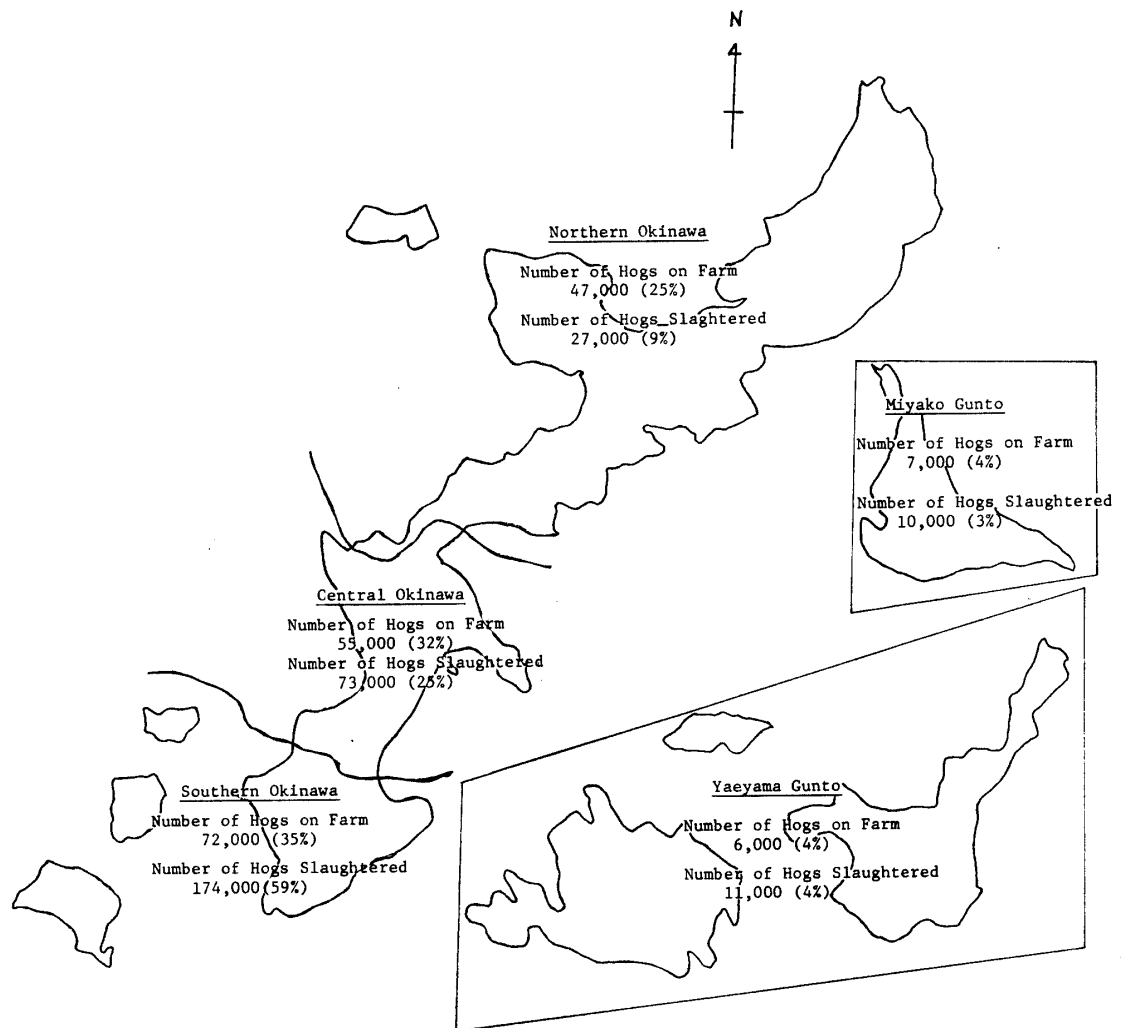 N
Northern Okinawa
Number of Hogs on Farm
47,000 (25%)
Number of Hogs Slaghtered
27,000 (9%)
Miyako Gunto
Number of Hogs on Farm
7,000 (4%)
Number of Hogs Slaughtered
10,000 (3%)
Central Okinawa
Number of Hogs on Farm
55,000 (32%)
Number of Hogs Slaughtered
73,000 (25%)
Southern Okinawa
Number of Hogs on Farm
72,000 (35%)
Number of Hogs Slaughtered
174,000(59%)
Yaeyama Gunto
Number of Hogs on Farm
6,000 (4%)
Number of Hogs Slaughtered
11,000 (4%)